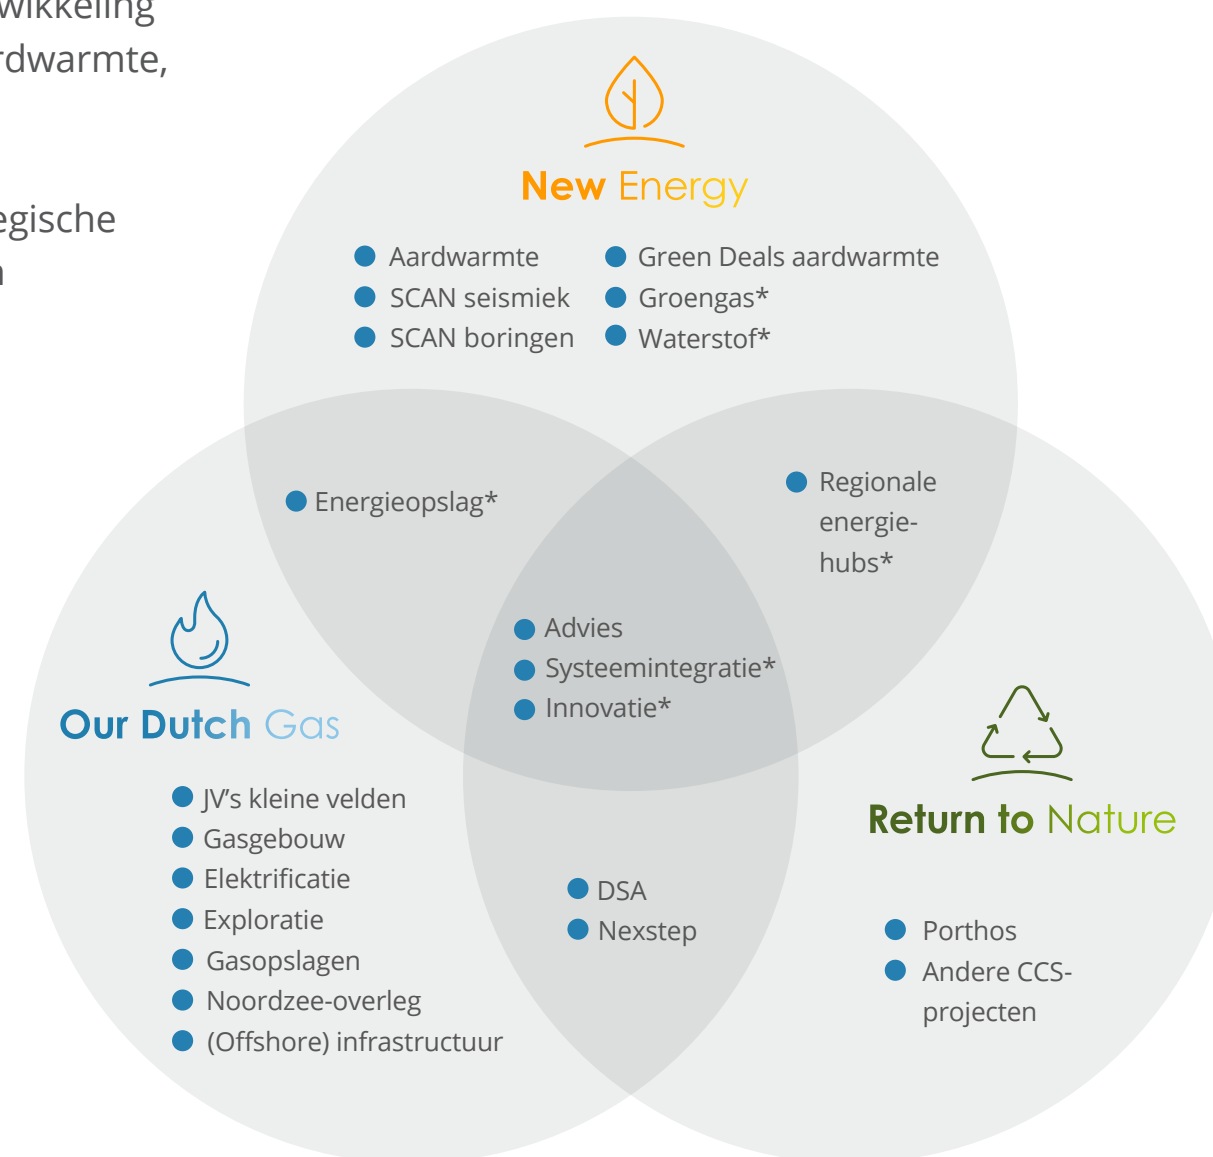 wikkeling
rdwarmte,
egische
New Energy
Aardwarmte
SCAN seismiek
SCAN boringen
Green Deals aardwarmte
Groengas*
Waterstof*
Energieopslag*
Regionale
energie-
hubs*
Advies
Systeemintegratie*
Innovatie*
Our Dutch Gas
JV's kleine velden
Gasgebouw
Elektrificatie
Exploratie
Gasopslagen
Noordzee-overleg
(Offshore) infrastructuur
DSA
Nexstep
Return to Nature
Porthos
Andere CCS-
projecten